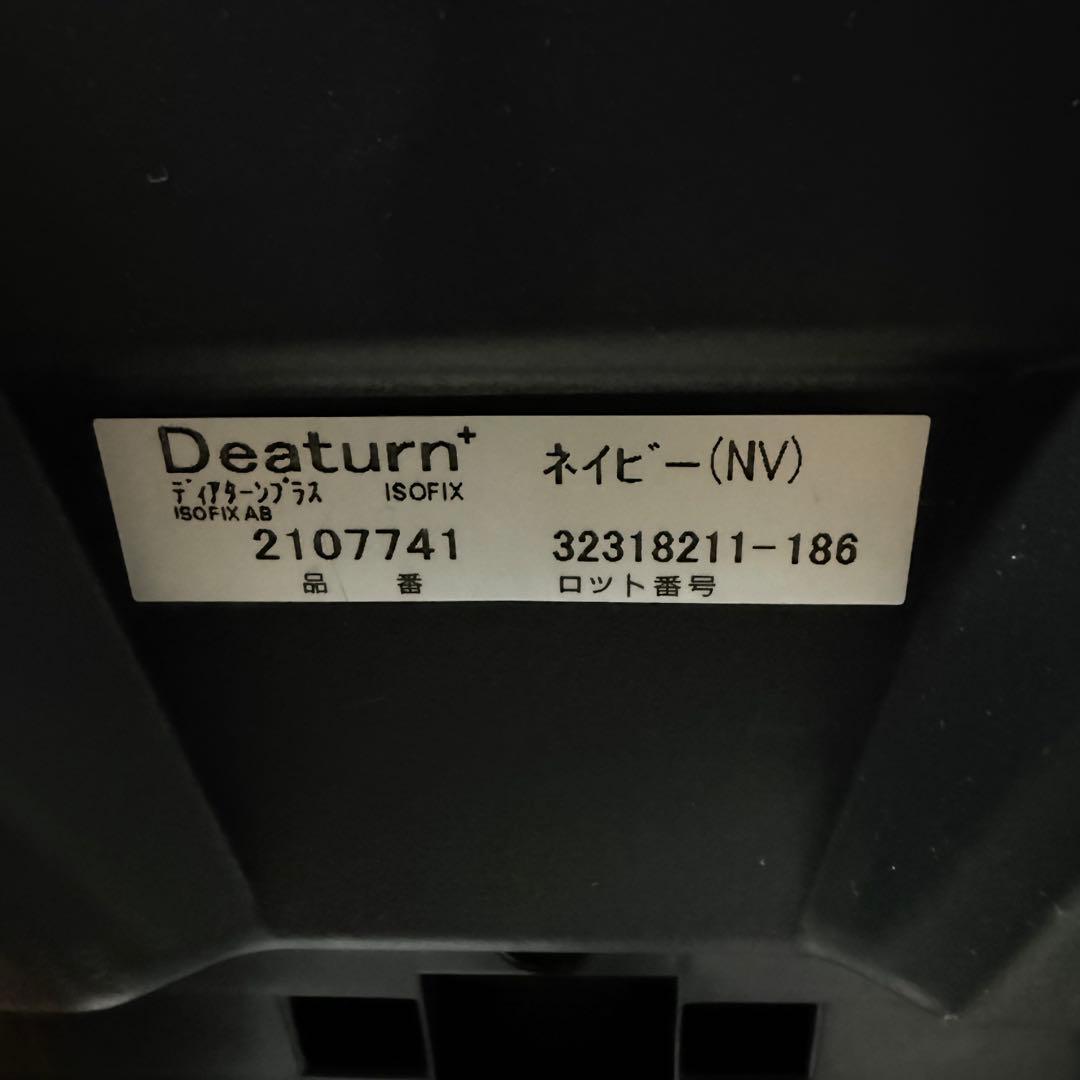 Deaturn+ ネイビー(NV)
ディアターンプラス ISOFIX
ISOFIX AB
2107741 32318211-186
品番 ロット番号